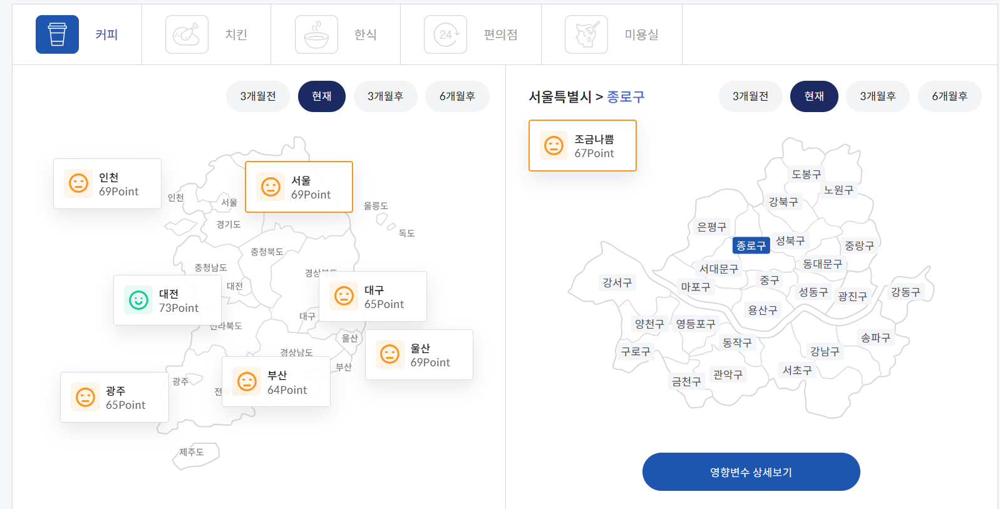 커피
치킨
한식
24
편의점
미용실
3개월전
현재
3개월후
6개월후
서울특별시 > 종로구
3개월전
현재
3개월후
6개월후
조금나쁨
67Point
인천
69Point
서울
69Point
인천
서울
울릉도
경기도
독도
충청북도
충청남도
경상북도
대전
대전
73Point
대구
65Point
대구
전라북도
울산
울산
69Point
경상남도
부산
부산
64Point
광주
전라남도
광주
65Point
제주도
도봉구
노원구
강북구
은평구
종로구
성북구
중랑구
동대문구
서대문구
중구
강서구
마포구
성동구
광진구
강동구
용산구
양천구
영등포구
송파구
동작구
구로구
강남구
서초구
관악구
금천구
영향변수 상세보기